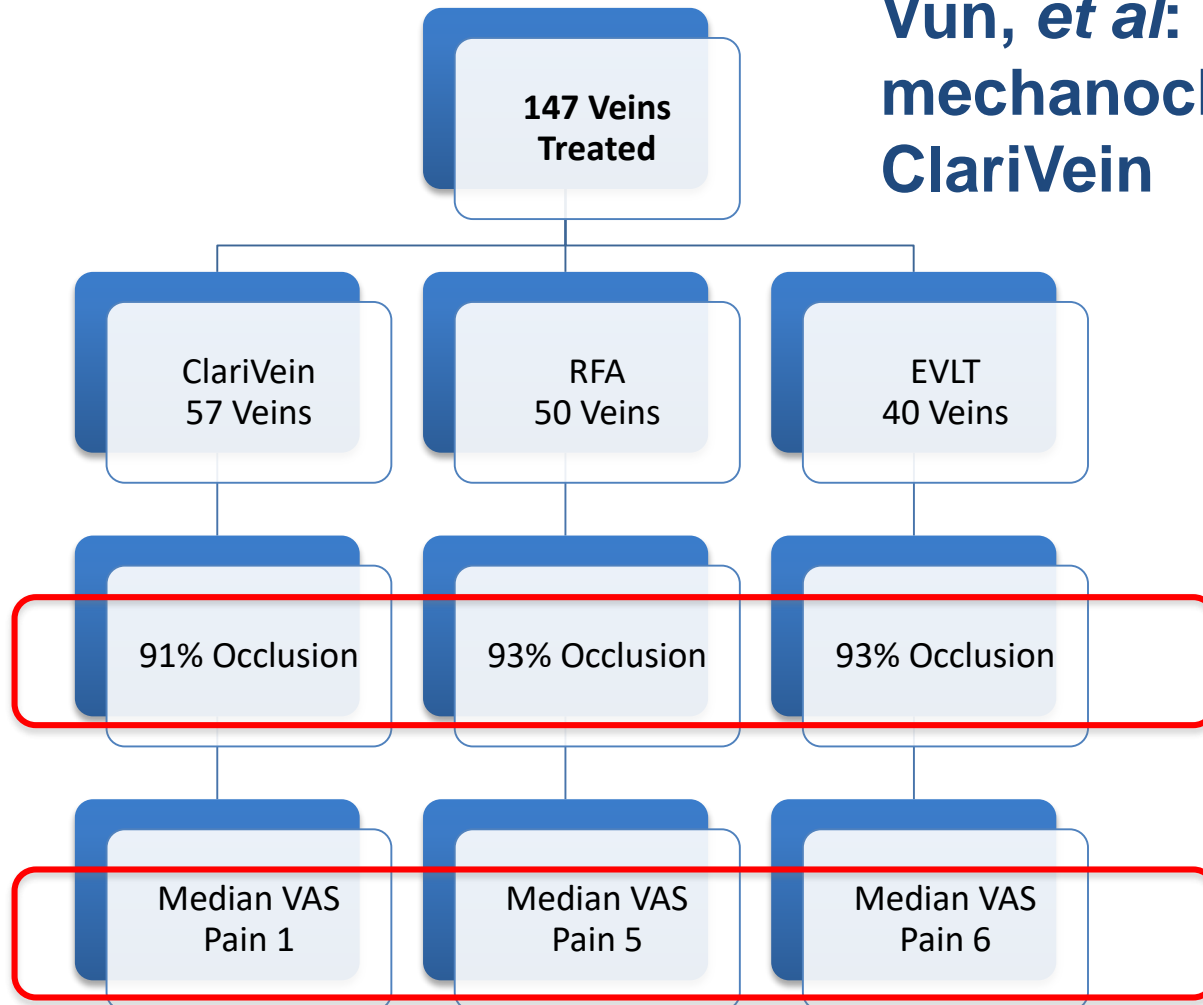 Vun, et al:
ClariVein
147 Veins
Treated
ClariVein
57 Veins
RFA
50 Veins
EVLT
40 Veins
91% Occlusion
93% Occlusion
93% Occlusion
Median VAS
Pain 1
Median VAS
Pain 5
Median VAS
Pain 6